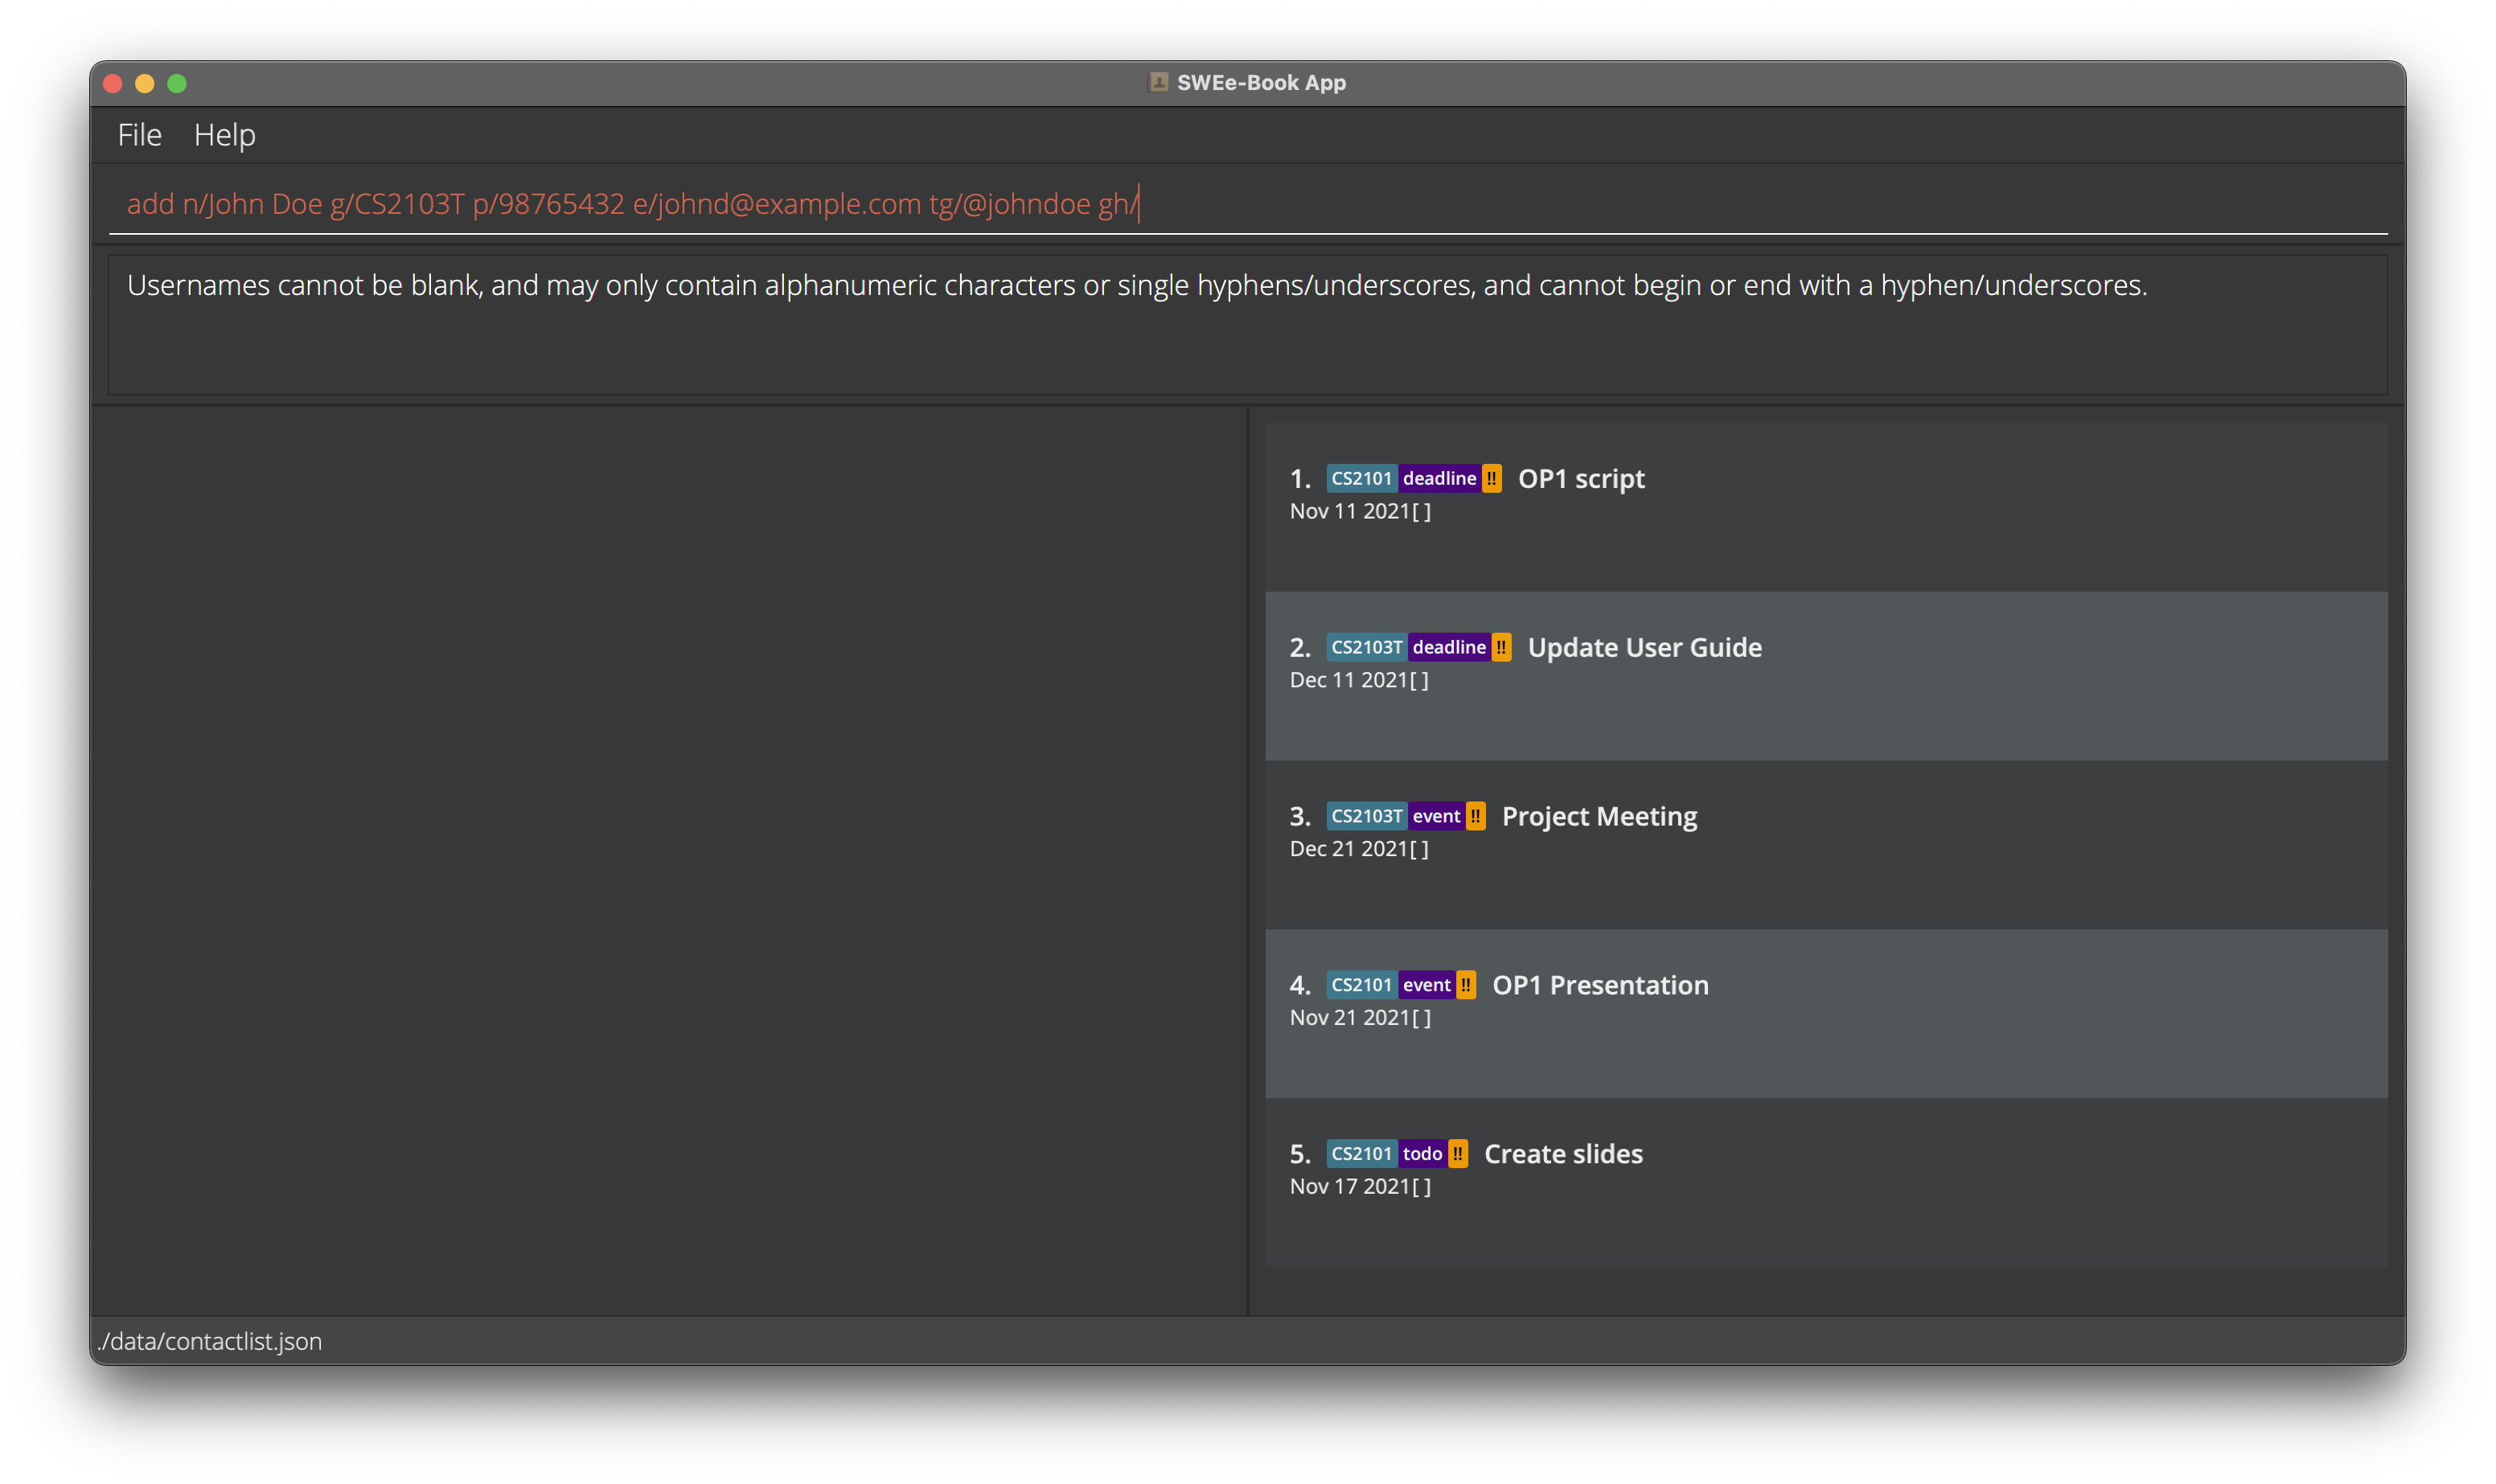 SWEe-Book App
File Help
add n/John Doe g/CS2103T p/98765432 e/johnd@example.com tg/@johndoe gh/
Usernames cannot be blank, and may only contain alphanumeric characters or single hyphens/underscores, and cannot begin or end with a hyphen/underscores.
1. CS2101 deadline !! OP1 script
Nov 11 2021[ ]
2. CS2103T deadline !! Update User Guide
Dec 11 2021[ ]
3. CS2103T event !! Project Meeting
Dec 21 2021[ ]
4. CS2101 event !! OP1 Presentation
Nov 21 2021[ ]
5. CS2101 todo !! Create slides
Nov 17 2021[ ]
./data/contactlist.json